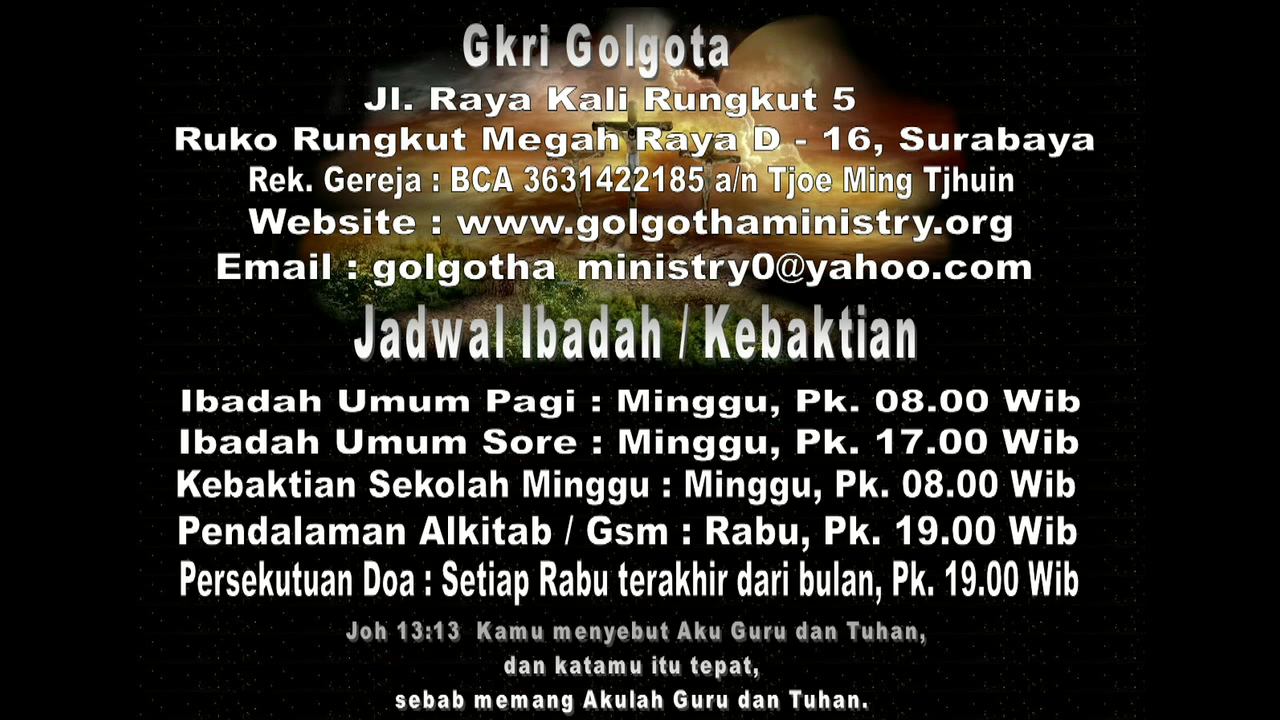 Gkri Golgota
Jl. Raya Kali Rungkut 5
Ruko Rungkut Megah Raya D - 16, Surabaya
Rek. Gereja : BCA 3631422185 a/n Tjoe Ming Tjhuin
Website : www.golgothaministry.org
Email : golgotha_ministry0@yahoo.com
Jadwal Ibadah / Kebaktian
Ibadah Umum Pagi : Minggu, Pk. 08.00 Wib
Ibadah Umum Sore : Minggu, Pk. 17.00 Wib
Kebaktian Sekolah Minggu : Minggu, Pk. 08.00 Wib
Pendalaman Alkitab / Gsm : Rabu, Pk. 19.00 Wib
Persekutuan Doa : Setiap Rabu terakhir dari bulan, Pk. 19.00 Wib
Joh 13:13 Kamu menyebut Aku Guru dan Tuhan,
dan katamu itu tepat,
sebab memang Akulah Guru dan Tuhan.